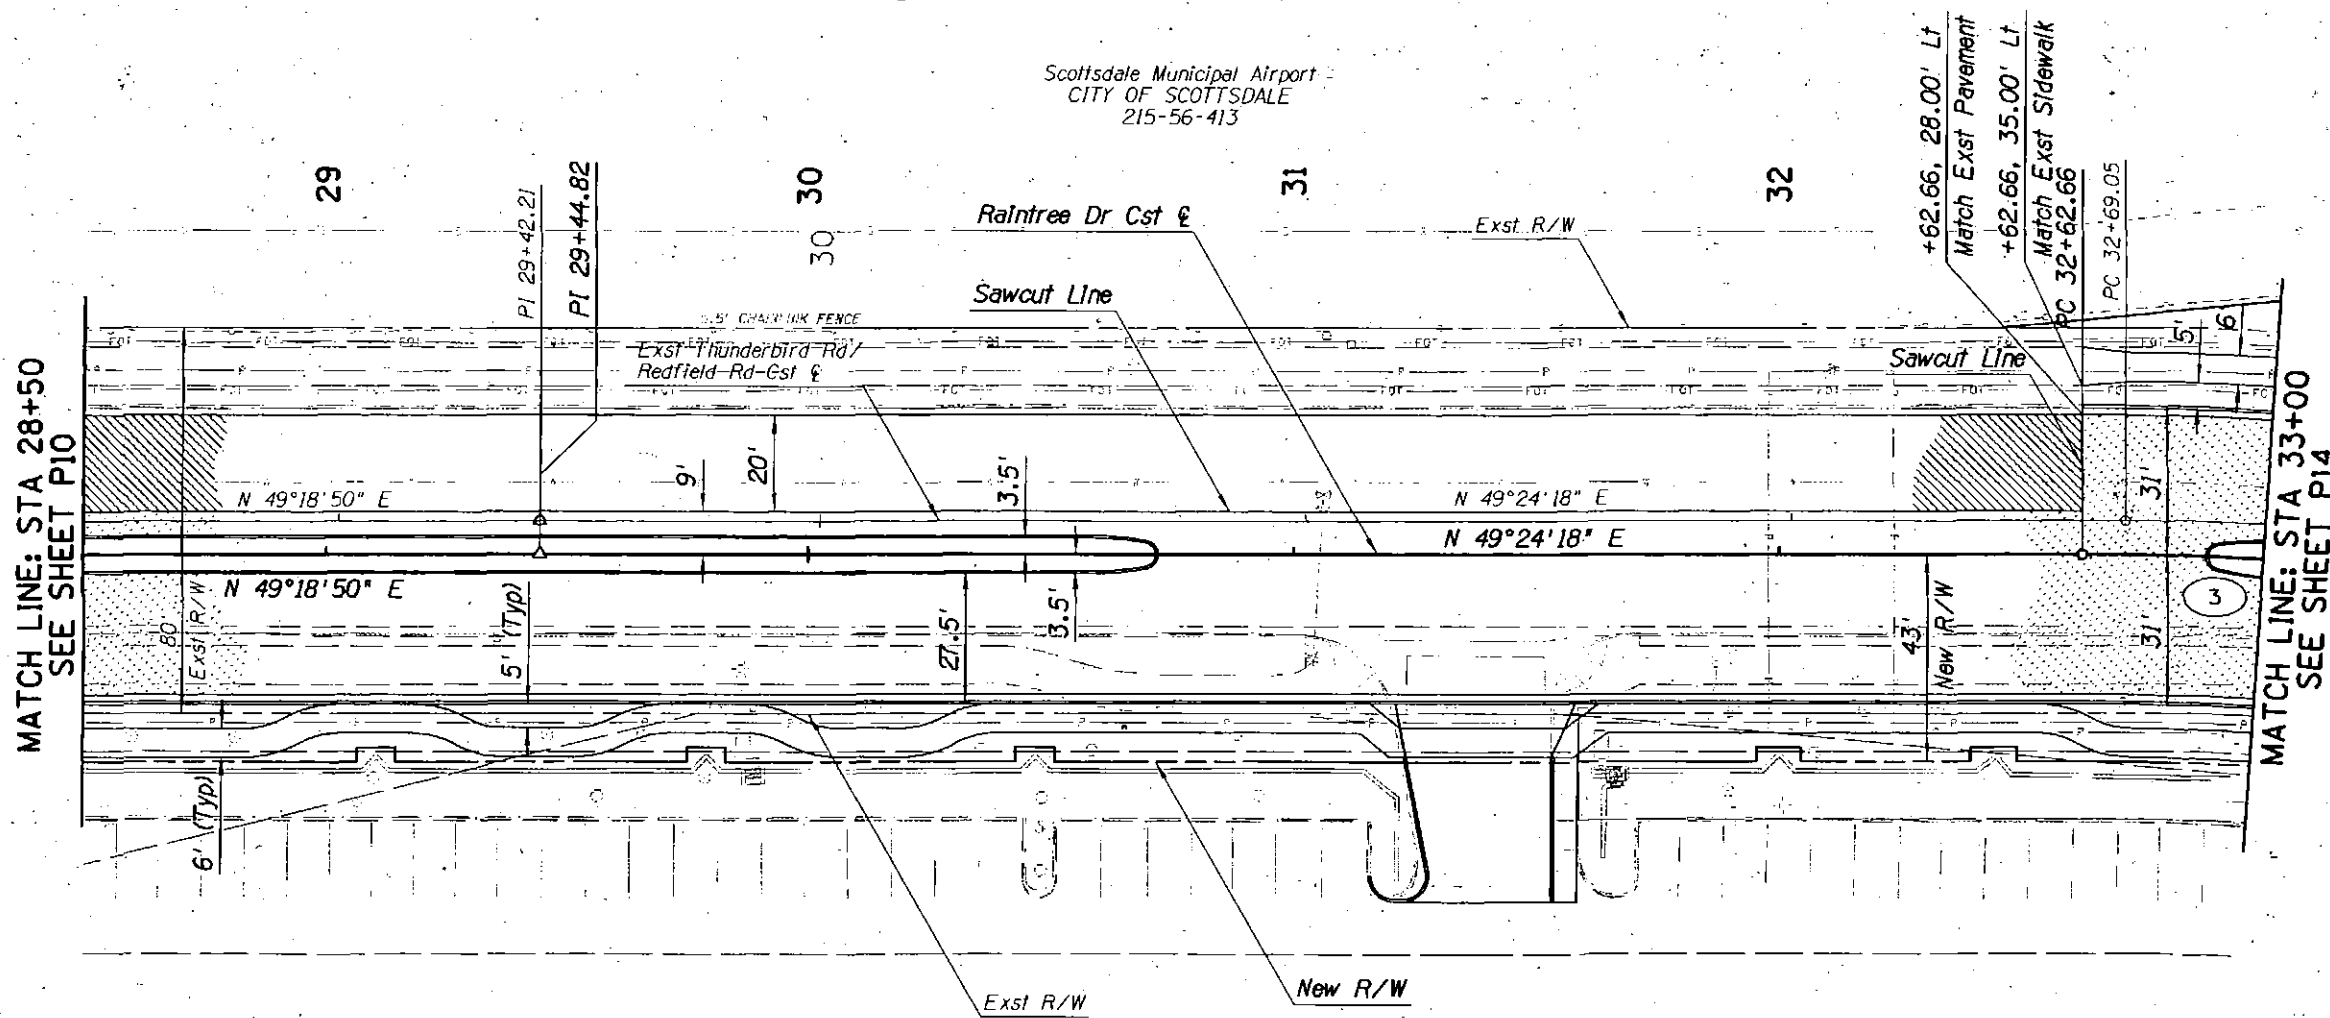 Scottsdale Municipal Airport
CITY OF SCOTTSDALE
215-56-413
+62.66, 28.00' Lt
Match Exst Pavement
+62.66, 35.00' Lt
Match Exst Sidewalk
PC 32+62.66
PC 32+69.05
29
30
31
32
PI 29+42.21
PI 29+44.82
30
Raintree Dr Cst ℄
Exst R/W
Sawcut Line
Exst Thunderbird Rd/
Redfield Rd Cst ℄
CHAINLINK FENCE
Sawcut Line
5'
6'
MATCH LINE: STA 28+50
SEE SHEET P10
9'
20'
3.5'
31'
N 49°18'50" E
N 49°24'18" E
N 49°24'18" E
N 49°18'50" E
80'
Exst R/W
5' (Typ)
27.5'
3.5'
43'
New R/W
31'
3
MATCH LINE: STA 33+00
SEE SHEET P14
6' (Typ)
Exst R/W
New R/W